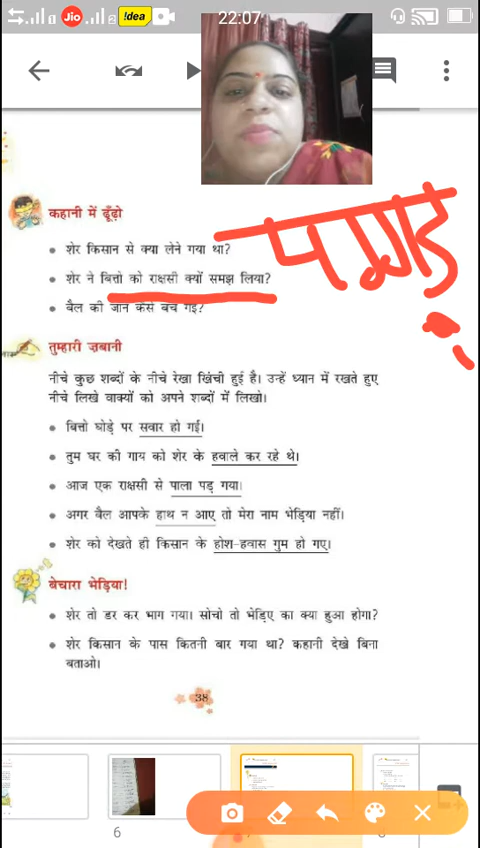 Jio
!dea
22:07
पगड़
कहानी में ढूँढ़ो
शेर किसान से क्या लेने गया था?
शेर ने बित्तो को राक्षसी क्यों समझ लिया?
बैल की जान कैसे बच गई?
तुम्हारी ज़बानी
नीचे कुछ शब्दों के नीचे रेखा खिंची हुई है। उन्हें ध्यान में रखते हुए
नीचे लिखे वाक्यों को अपने शब्दों में लिखो।
बित्तो घोड़े पर सवार हो गई।
तुम घर की गाय को शेर के हवाले कर रहे थे।
आज एक राक्षसी से पाला पड़ गया।
अगर बैल आपके हाथ न आए तो मेरा नाम भेड़िया नहीं।
शेर को देखते ही किसान के होश-हवास गुम हो गए।
बेचारा भेड़िया!
शेर तो डर कर भाग गया। सोचो तो भेड़िए का क्या हुआ होगा?
शेर किसान के पास कितनी बार गया था? कहानी देखे बिना
बताओ।
38
6